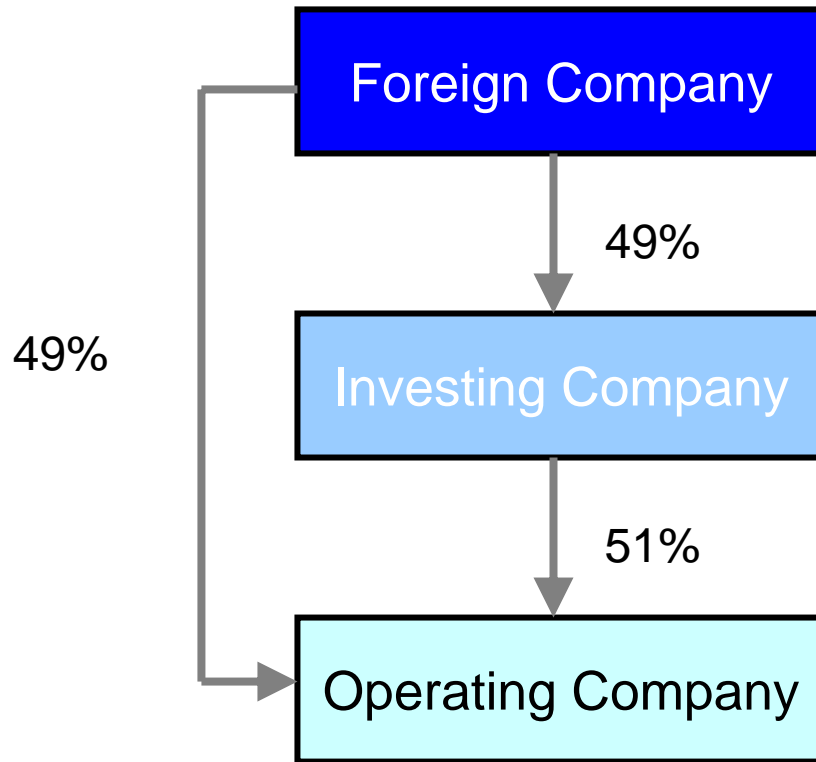 Foreign Company
49%
49%
Investing Company
51%
Operating Company